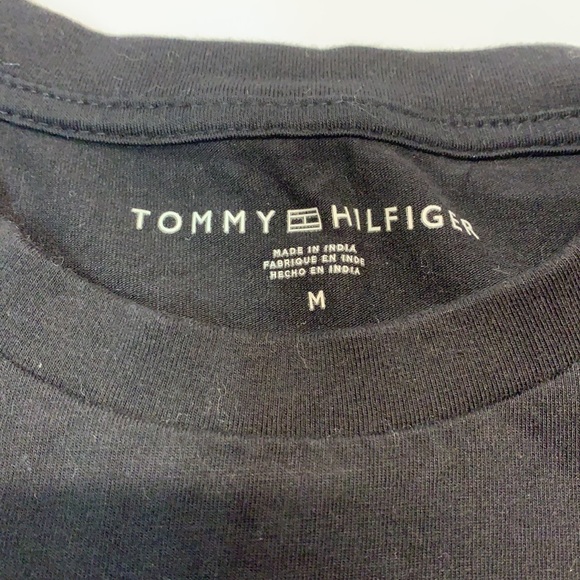 TOMMY HILFIGER
MADE IN INDIA
FABRIQUE EN INDE
HECHO EN INDIA
M